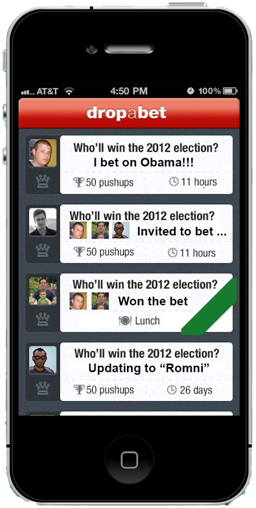 AT&T 4:50 PM 100%
dropabet
Who'll win the 2012 election?
I bet on Obama!!!
50 pushups 11 hours
Who'll win the 2012 election?
Invited to bet ...
50 pushups 11 hours
Who'll win the 2012 election?
Won the bet
Lunch
Who'll win the 2012 election?
Updating to “Romni”
50 pushups 26 days